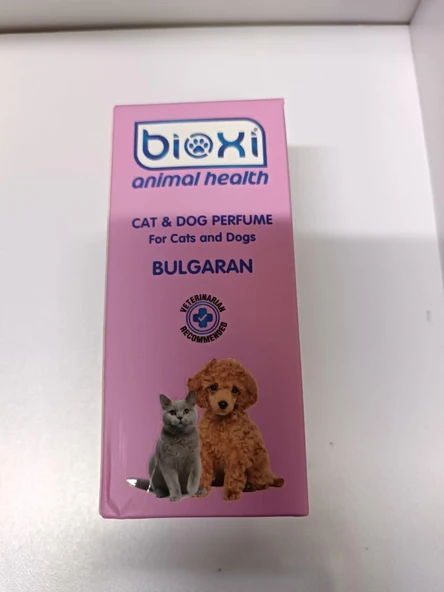 bioxi
animal health
CAT & DOG PERFUME
For Cats and Dogs
BULGARAN
VETERINARIAN
RECOMMENDED